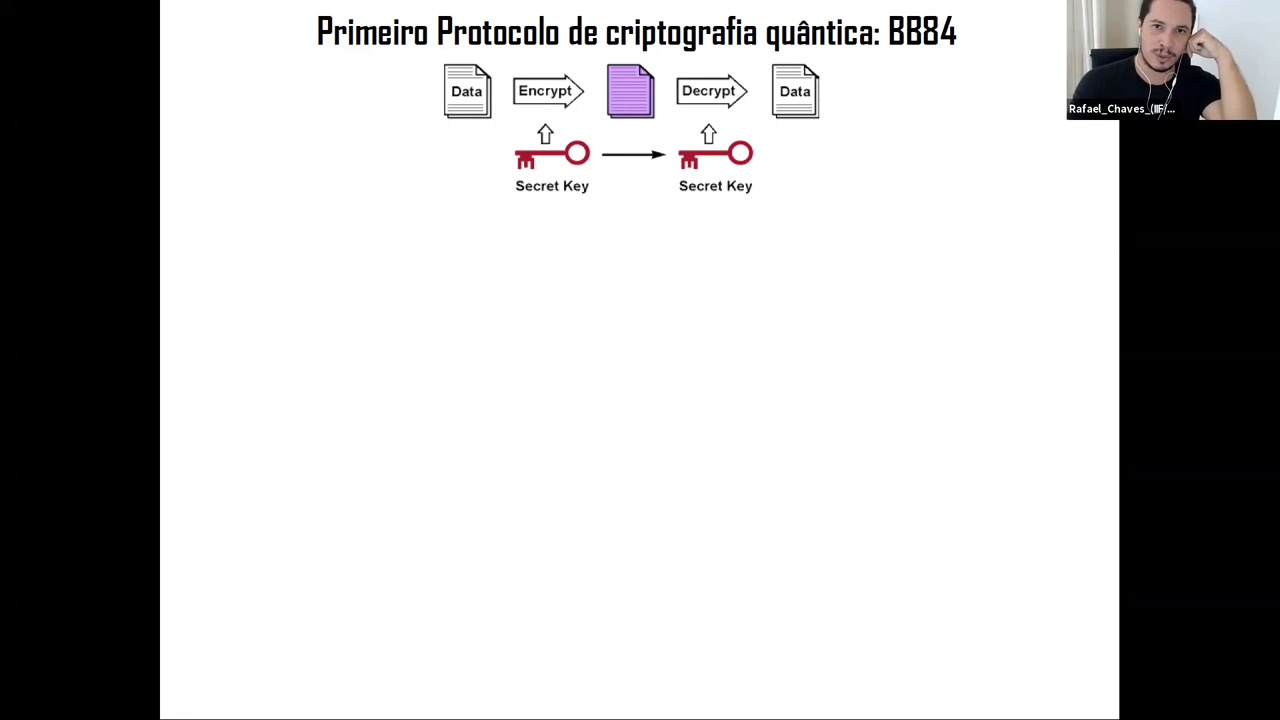 Primeiro Protocolo de criptografia quântica: BB84
Data Encrypt Decrypt Data
Secret Key Secret Key
Rafael_Chaves_(IIF/...